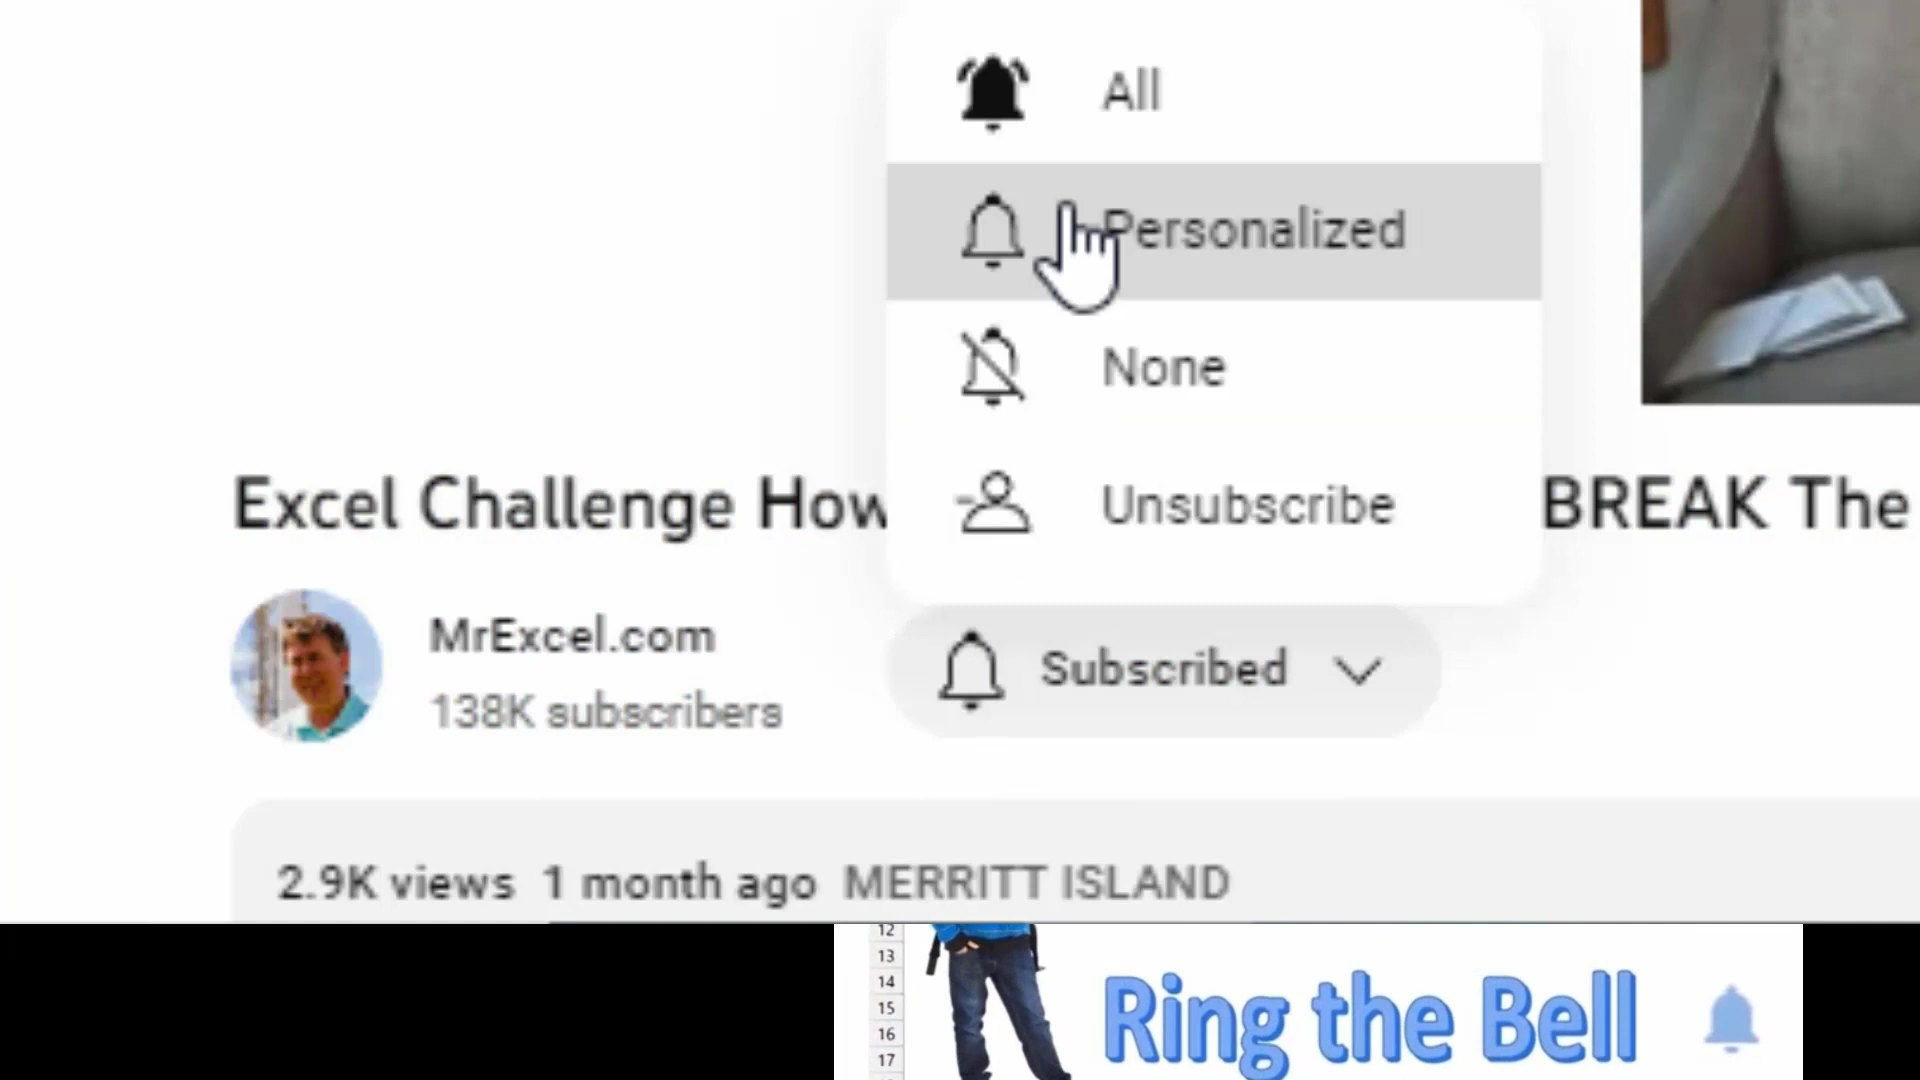 All
Personalized
None
Unsubscribe
Excel Challenge How
BREAK The
MrExcel.com
138K subscribers
Subscribed
2.9K views 1 month ago MERRITT ISLAND
12
13
14
15
16
17
Ring the Bell